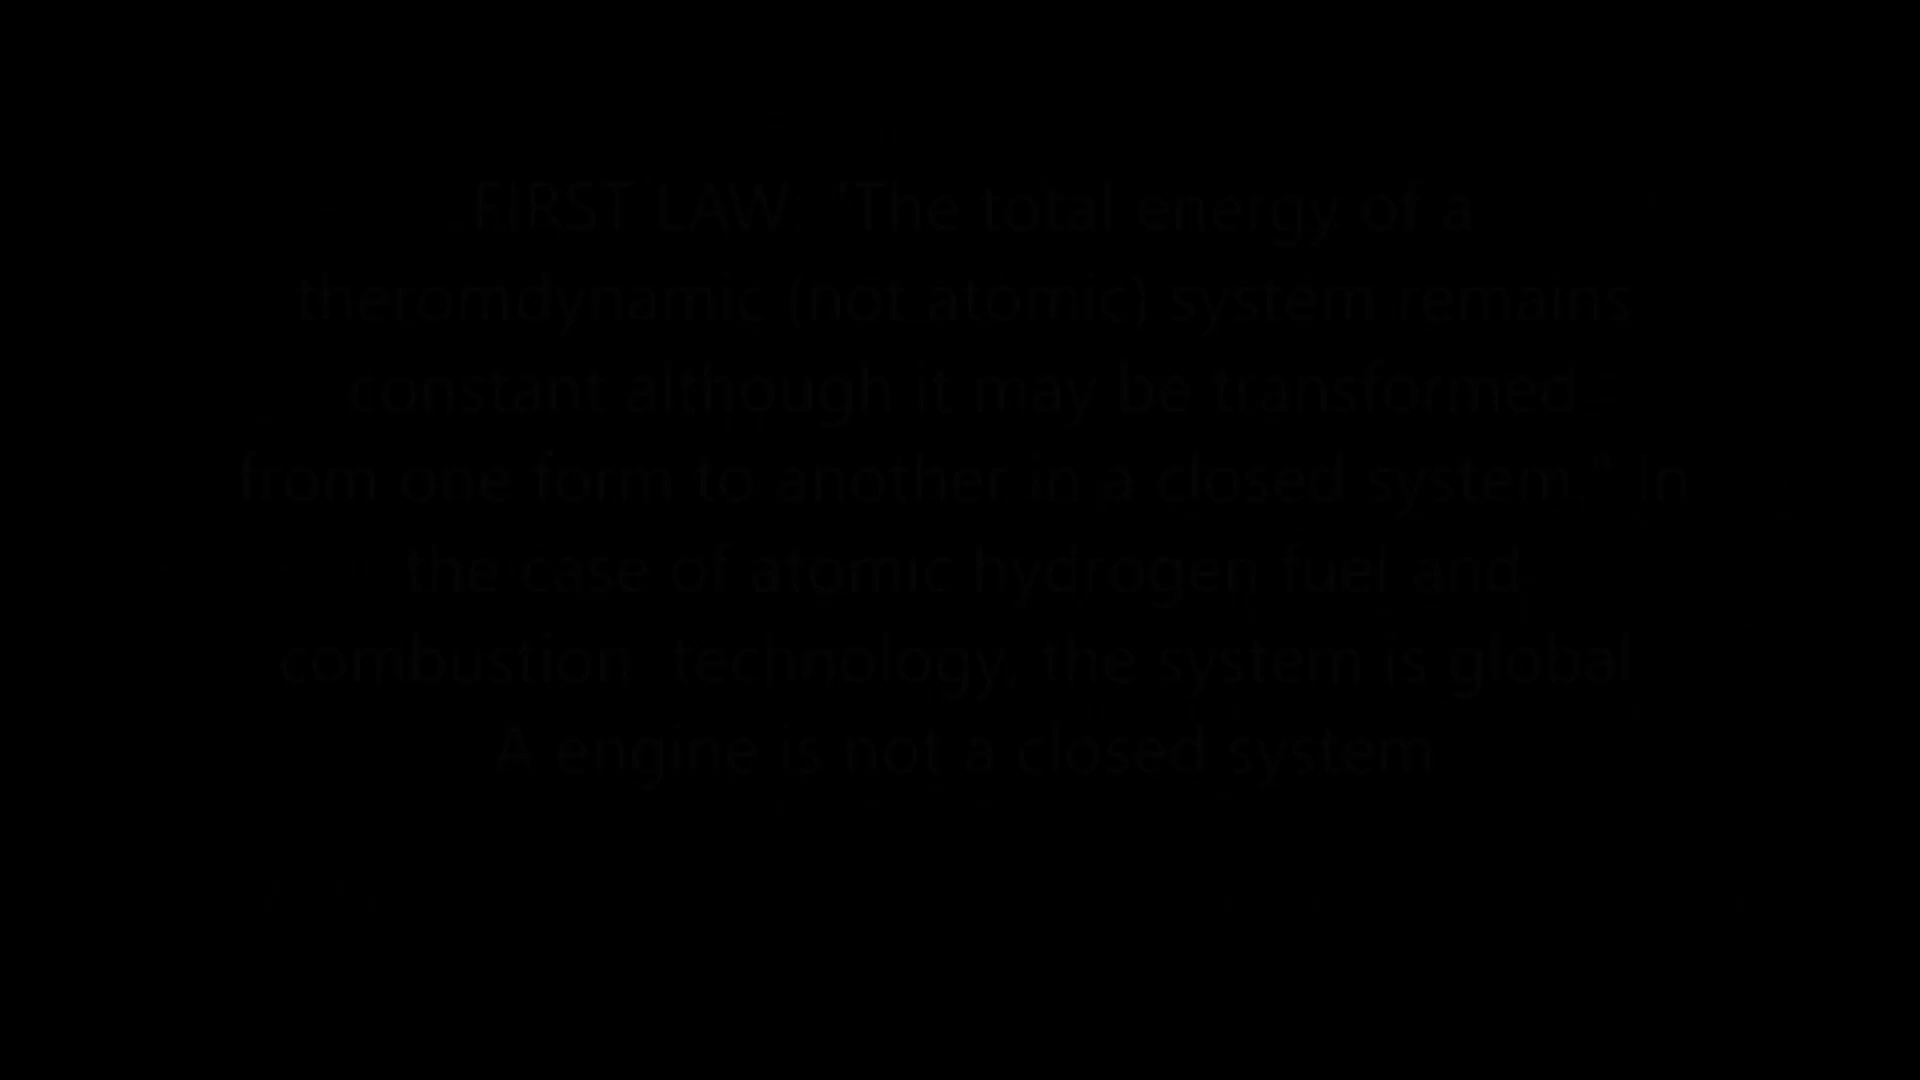 FIRST LAW: "The total energy of a
theromdynamic (not atomic) system remains
constant although it may be transformed
from one form to another in a closed system." In
the case of atomic hydrogen fuel and
combustion technology, the system is global
A engine is not a closed system